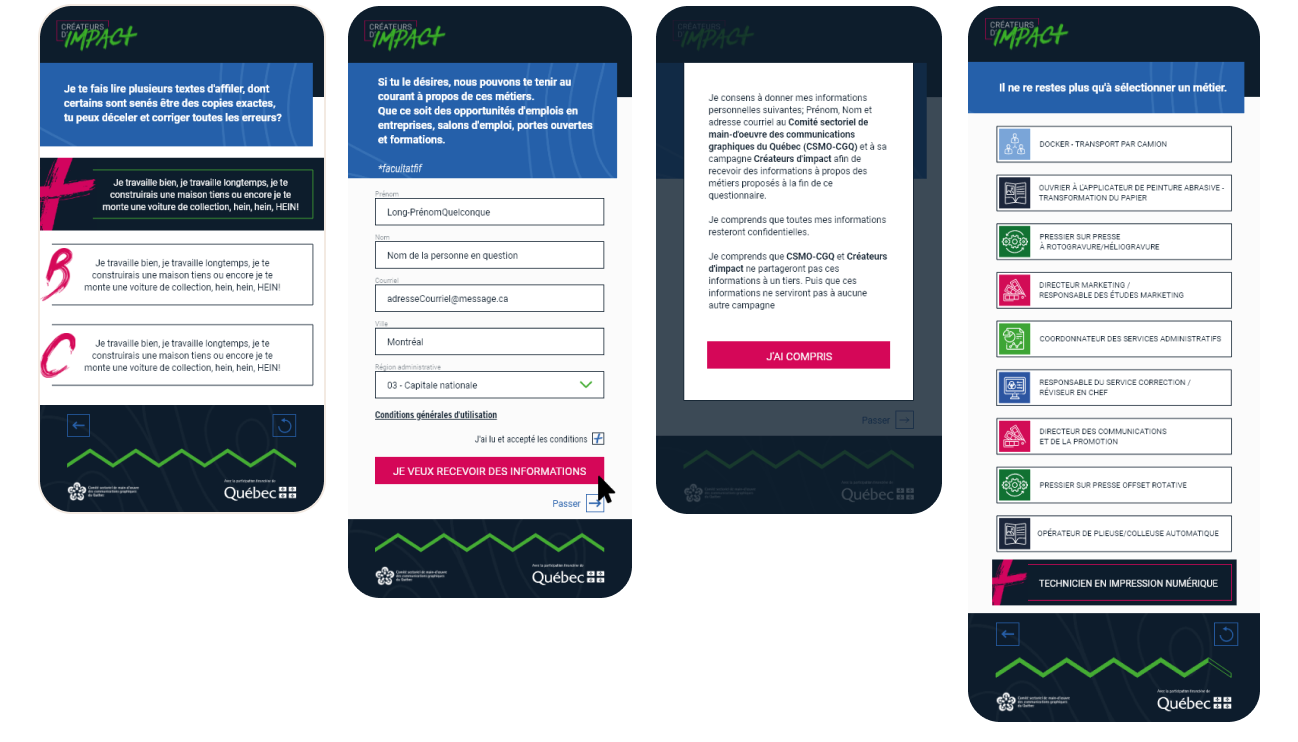 CRÉATEURS
D'IMPACT
Je te fais lire plusieurs textes d'affiler, dont
certains sont senés être des copies exactes,
tu peux déceler et corriger toutes les erreurs?
Je travaille bien, je travaille longtemps, je te
construirais une maison tiens ou encore je te
monte une voiture de collection, hein, hein, HEIN!
B
Je travaille bien, je travaille longtemps, je te
construirais une maison tiens ou encore je te
monte une voiture de collection, hein, hein, HEIN!
C
Je travaille bien, je travaille longtemps, je te
construirais une maison tiens ou encore je te
monte une voiture de collection, hein, hein, HEIN!
Comité sectoriel de main-d'œuvre
des communications graphiques
du Québec
Avec la participation financière de
Québec
CRÉATEURS
D'IMPACT
Si tu le désires, nous pouvons te tenir au
courant à propos de ces métiers.
Que ce soit des opportunités d'emplois en
entreprises, salons d'emploi, portes ouvertes
et formations.
*facultatfif
Prénom
Long-PrénomQuelconque
Nom
Nom de la personne en question
Courriel
adresseCourriel@message.ca
Ville
Montréal
Région administrative
03 - Capitale nationale
Conditions générales d'utilisation
J'ai lu et accepté les conditions
JE VEUX RECEVOIR DES INFORMATIONS
Passer
Comité sectoriel de main-d'œuvre
des communications graphiques
du Québec
Avec la participation financière de
Québec
CRÉATEURS
D'IMPACT
Je consens à donner mes informations
personnelles suivantes; Prénom, Nom et
adresse courriel au Comité sectoriel de
main-d'oeuvre des communications
graphiques du Québec (CSMO-CGQ) et à sa
campagne Créateurs d'impact afin de
recevoir des informations à propos des
métiers proposés à la fin de ce
questionnaire.
Je comprends que toutes mes informations
resteront confidentielles.
Je comprends que CSMO-CGQ et Créateurs
d'impact ne partageront pas ces
informations à un tiers. Puis que ces
informations ne serviront pas à aucune
autre campagne
J'AI COMPRIS
Passer
Québec
CRÉATEURS
D'IMPACT
Il ne re restes plus qu'à sélectionner un métier.
DOCKER - TRANSPORT PAR CAMION
OUVRIER À L'APPLICATEUR DE PEINTURE ABRASIVE -
TRANSFORMATION DU PAPIER
PRESSIER SUR PRESSE
À ROTOGRAVURE/HÉLIOGRAVURE
DIRECTEUR MARKETING /
RESPONSABLE DES ÉTUDES MARKETING
COORDONNATEUR DES SERVICES ADMINISTRATIFS
RESPONSABLE DU SERVICE CORRECTION /
RÉVISEUR EN CHEF
DIRECTEUR DES COMMUNICATIONS
ET DE LA PROMOTION
PRESSIER SUR PRESSE OFFSET ROTATIVE
OPÉRATEUR DE PLIEUSE/COLLEUSE AUTOMATIQUE
TECHNICIEN EN IMPRESSION NUMÉRIQUE
Comité sectoriel de main-d'œuvre
des communications graphiques
du Québec
Avec la participation financière de
Québec